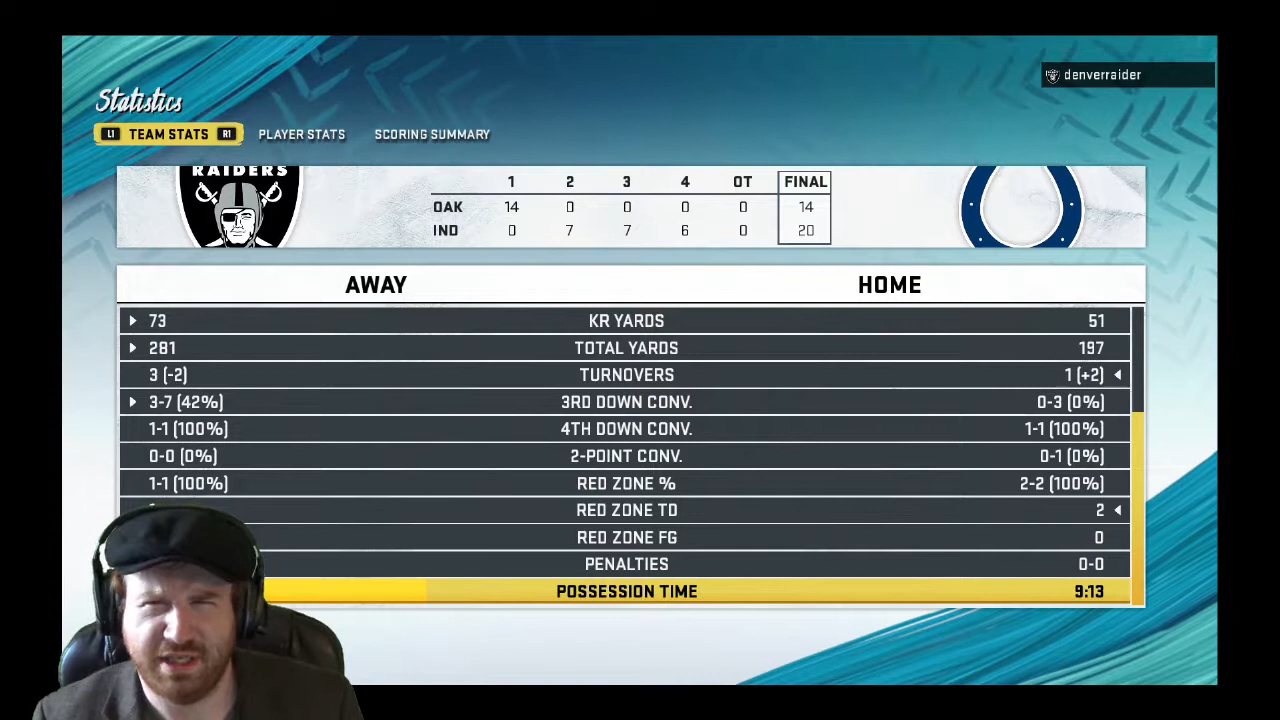 denverraider
Statistics
L1 TEAM STATS R1 PLAYER STATS SCORING SUMMARY
RAIDERS
1 2 3 4 OT FINAL
OAK 14 0 0 0 0 14
IND 0 7 7 6 0 20
AWAY HOME
73 KR YARDS 51
281 TOTAL YARDS 197
3 (-2) TURNOVERS 1 (+2)
3-7 (42%) 3RD DOWN CONV. 0-3 (0%)
1-1 (100%) 4TH DOWN CONV. 1-1 (100%)
0-0 (0%) 2-POINT CONV. 0-1 (0%)
1-1 (100%) RED ZONE % 2-2 (100%)
RED ZONE TD 2
RED ZONE FG 0
PENALTIES 0-0
POSSESSION TIME 9:13